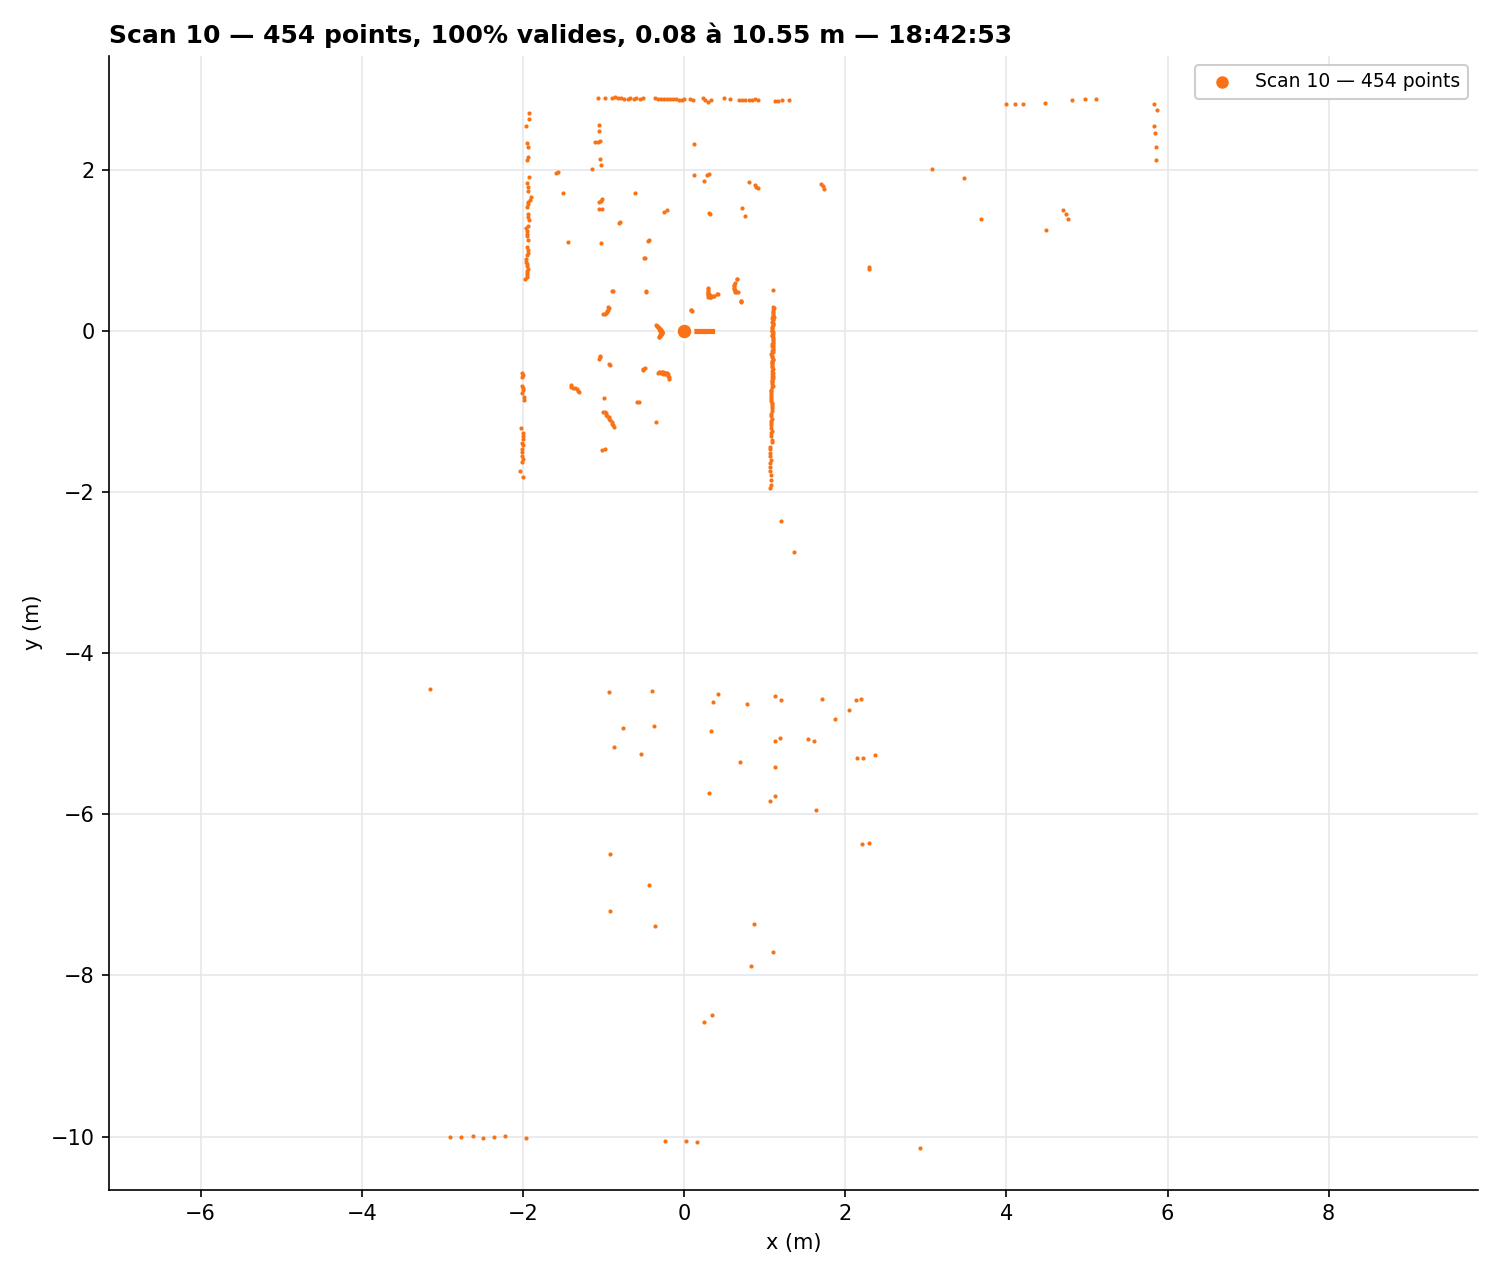 Scan 10 — 454 points, 100% valides, 0.08 à 10.55 m — 18:42:53
Scan 10 — 454 points
2
0
−2
−4
−6
−8
−10
y (m)
−6 −4 −2 0 2 4 6 8
x (m)